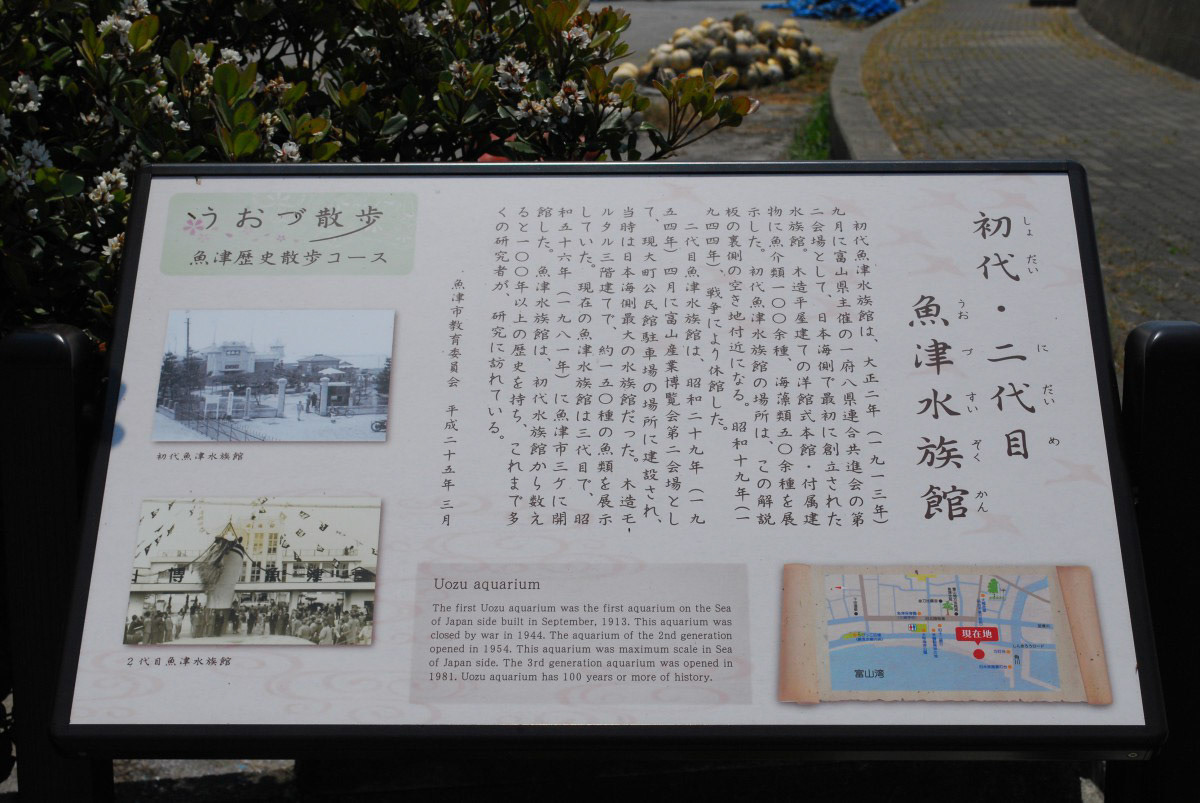 初代・二代目
しょだい にだいめ
魚津水族館
うおづすいぞくかん
初代魚津水族館は、大正二年（一九一三年）
九月に富山県主催の一府八県連合共進会の第
二会場として、日本海側で最初に創立された
水族館。木造平屋建ての洋館式本館・付属建
物に魚介類一〇〇余種、海藻類五〇余種を展
示した。初代魚津水族館の場所は、この解説
板の裏側の空き地付近になる。昭和十九年（一
九四四年）、戦争により休館した。
二代目魚津水族館は、昭和二十九年（一九
五四年）四月に富山産業博覧会第二会場とし
て、現大町公民館駐車場の場所に建設され、
当時は日本海側最大の水族館だった。木造モ
ルタル三階建てで、約一五〇種の魚類を展示
していた。現在の魚津水族館は三代目で、昭
和五十六年（一九八一年）に魚津市三ケに開
館した。魚津水族館は、初代水族館から数え
ると一〇〇年以上の歴史を持ち、これまで多
くの研究者が、研究に訪れている。
魚津市教育委員会 平成二十五年三月
うおづ散歩
魚津歴史散歩コース
初代魚津水族館
2代目魚津水族館
Uozu aquarium
The first Uozu aquarium was the first aquarium on the Sea
of Japan side built in September, 1913. This aquarium was
closed by war in 1944. The aquarium of the 2nd generation
opened in 1954. This aquarium was maximum scale in Sea
of Japan side. The 3rd generation aquarium was opened in
1981. Uozu aquarium has 100 years or more of history.
現在地
富山湾